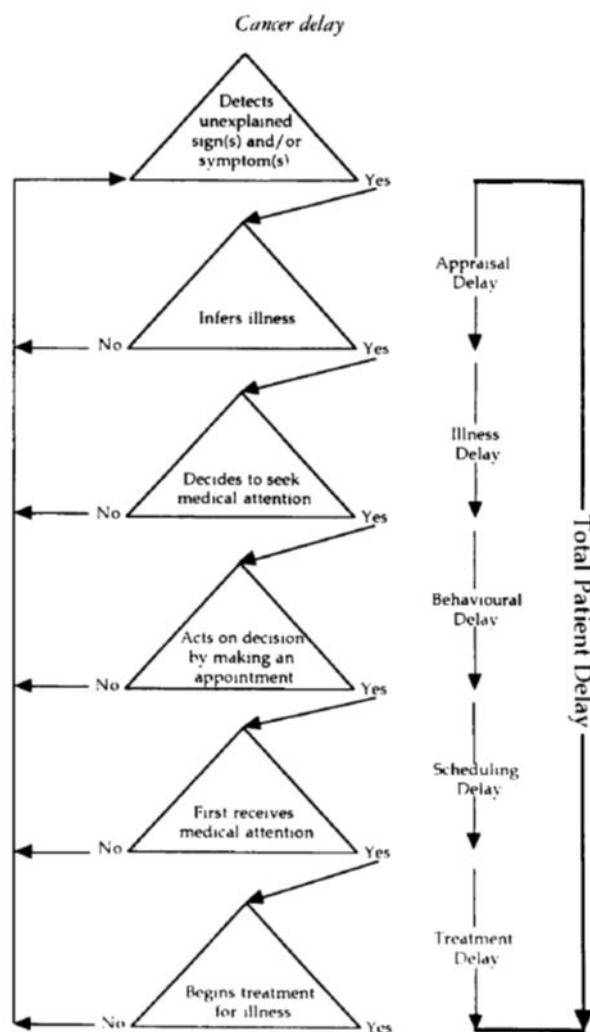 Cancer delay
Detects
unexplained
sign(s) and/or
symptom(s)
Yes
Appraisal
Delay
Infers illness
No
Yes
Illness
Delay
Decides to seek
medical attention
No
Yes
Behavioural
Delay
Acts on decision
by making an
appointment
No
Yes
Scheduling
Delay
First receives
medical attention
No
Yes
Treatment
Delay
Begins treatment
for illness
No
Yes
Total Patient Delay